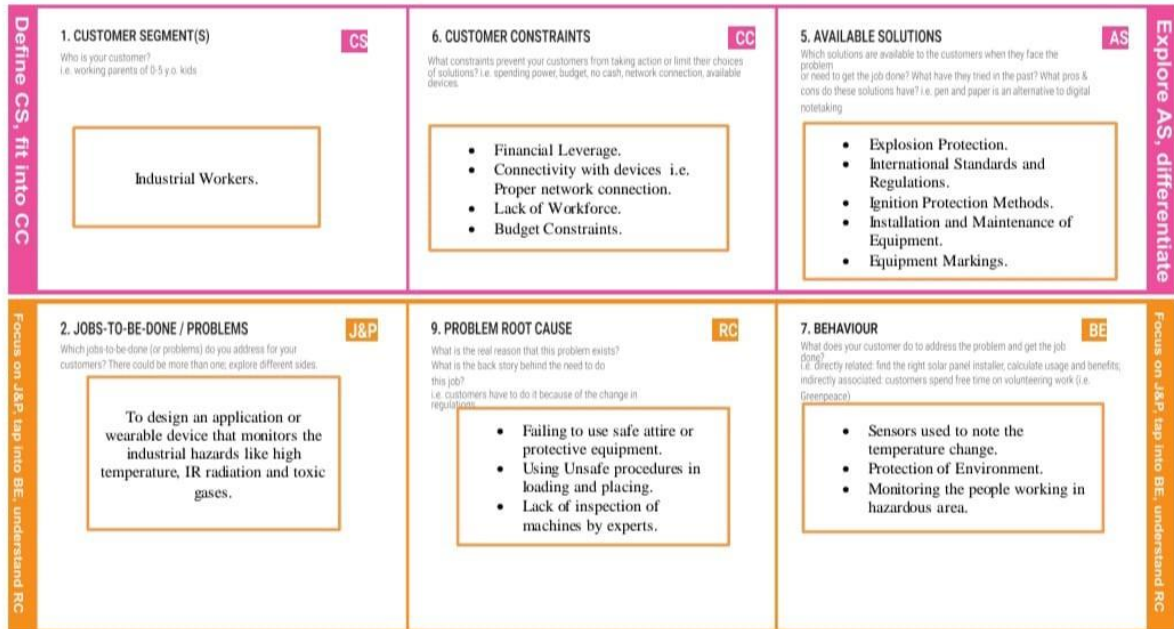 Define CS, fit into CC
1. CUSTOMER SEGMENT(S)
CS
Who is your customer?
i.e. working parents of 0-5 y.o. kids
Industrial Workers.
6. CUSTOMER CONSTRAINTS
CC
What constraints prevent your customers from taking action or limit their choices
of solutions? i.e. spending power, budget, no cash, network connection, available
devices.
• Financial Leverage.
• Connectivity with devices i.e.
Proper network connection.
• Lack of Workforce.
• Budget Constraints.
5. AVAILABLE SOLUTIONS
AS
Which solutions are available to the customers when they face the
problem
or need to get the job done? What have they tried in the past? What pros &
cons do these solutions have? i.e. pen and paper is an alternative to digital
notetaking
• Explosion Protection.
• International Standards and
Regulations.
• Ignition Protection Methods.
• Installation and Maintenance of
Equipment.
• Equipment Markings.
Explore AS, differentiate
Focus on J&P, tap into BE, understand RC
2. JOBS-TO-BE-DONE / PROBLEMS
J&P
Which jobs-to-be-done (or problems) do you address for your
customers? There could be more than one; explore different sides.
To design an application or
wearable device that monitors the
industrial hazards like high
temperature, IR radiation and toxic
gases.
9. PROBLEM ROOT CAUSE
RC
What is the real reason that this problem exists?
What is the back story behind the need to do
this job?
i.e. customers have to do it because of the change in
regulations.
• Failing to use safe attire or
protective equipment.
• Using Unsafe procedures in
loading and placing.
• Lack of inspection of
machines by experts.
7. BEHAVIOUR
BE
What does your customer do to address the problem and get the job
done?
i.e. directly related: find the right solar panel installer, calculate usage and benefits;
indirectly associated: customers spend free time on volunteering work (i.e.
Greenpeace)
• Sensors used to note the
temperature change.
• Protection of Environment.
• Monitoring the people working in
hazardous area.
Focus on J&P, tap into BE, understand RC